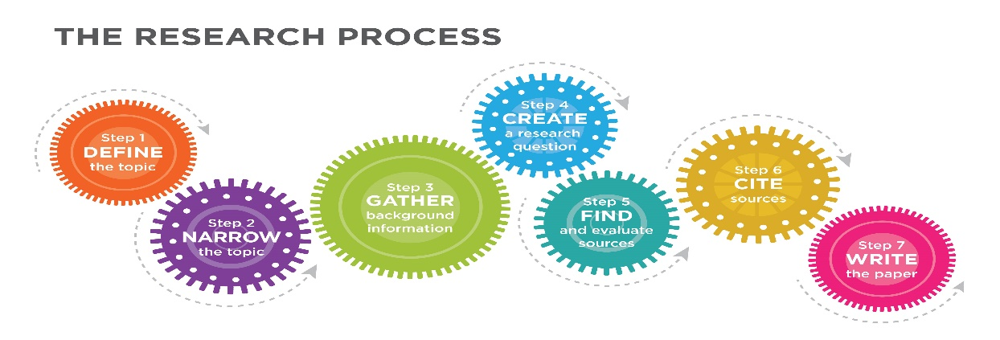 THE RESEARCH PROCESS
Step 1
DEFINE
the topic
Step 2
NARROW
the topic
Step 3
GATHER
background
information
Step 4
CREATE
a research
question
Step 5
FIND
and evaluate
sources
Step 6
CITE
sources
Step 7
WRITE
the paper